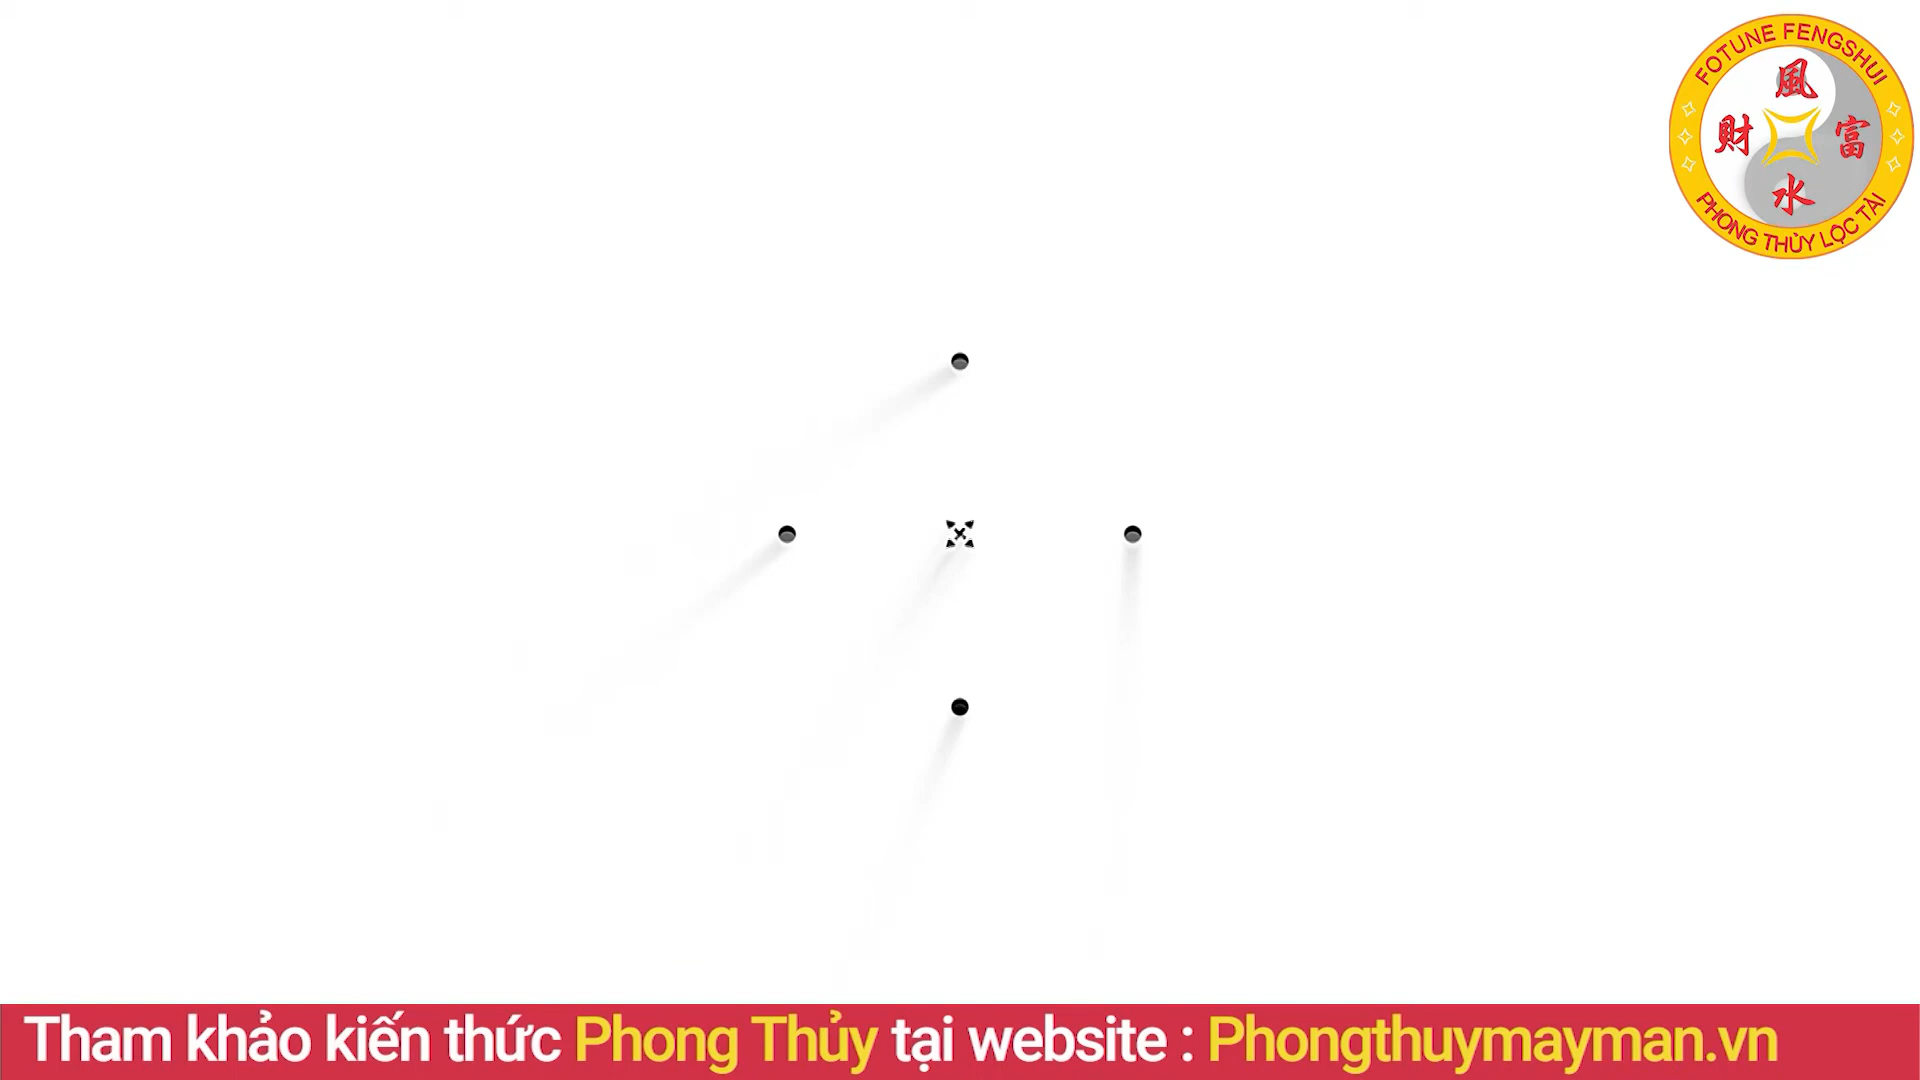 FOTUNE FENGSHUI
風
財 富
水
PHONG THỦY LỘC TÀI
Tham khảo kiến thức Phong Thủy tại website : Phongthuymayman.vn